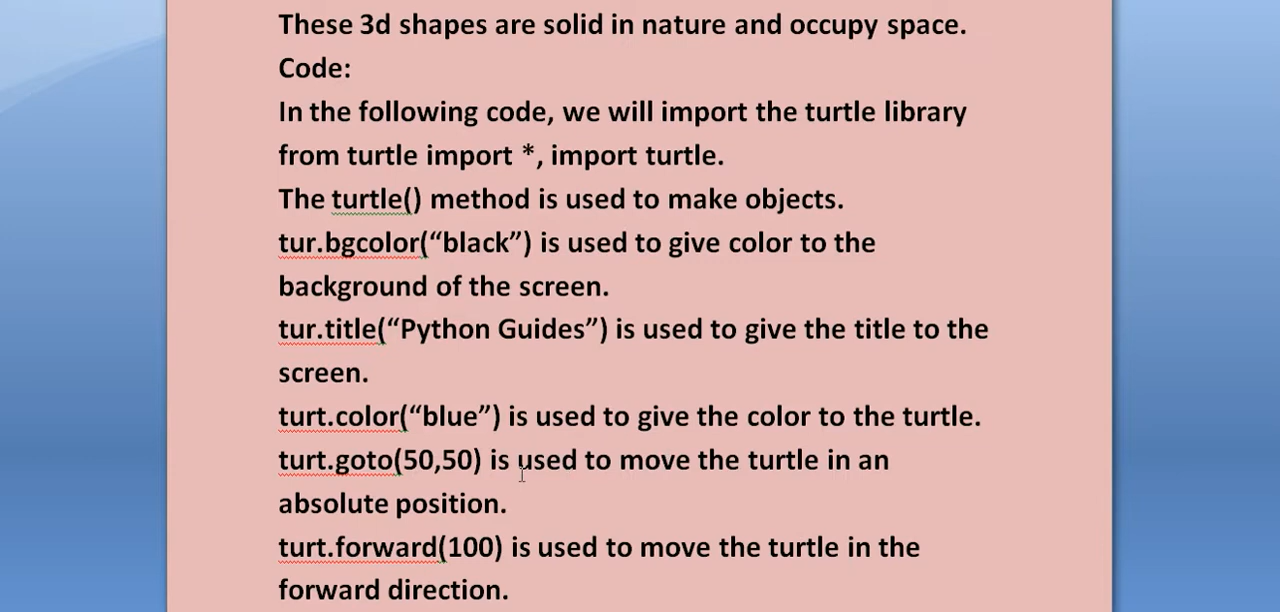 These 3d shapes are solid in nature and occupy space.
Code:
In the following code, we will import the turtle library
from turtle import *, import turtle.
The turtle() method is used to make objects.
tur.bgcolor(“black”) is used to give color to the
background of the screen.
tur.title(“Python Guides”) is used to give the title to the
screen.
turt.color(“blue”) is used to give the color to the turtle.
turt.goto(50,50) is used to move the turtle in an
absolute position.
turt.forward(100) is used to move the turtle in the
forward direction.